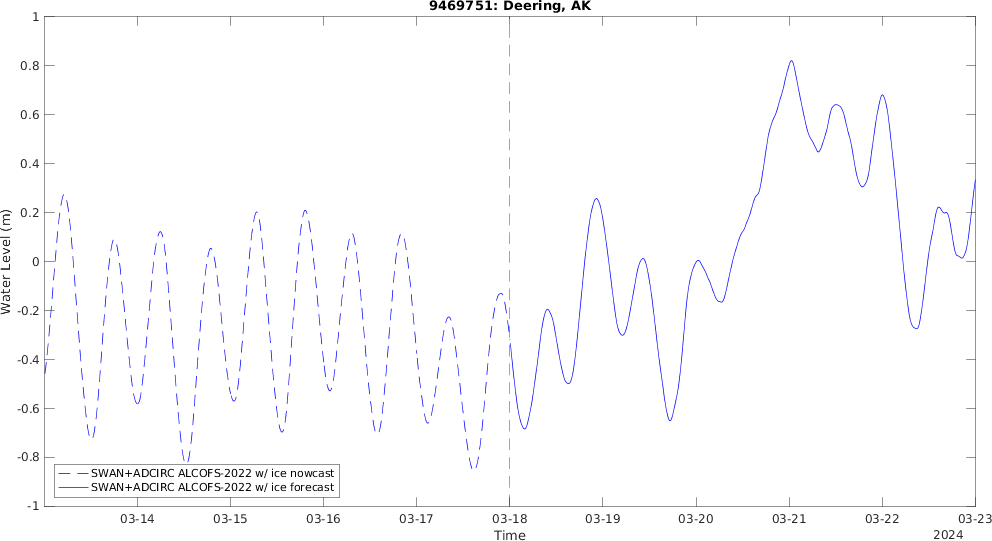 9469751: Deering, AK
1
0.8
0.6
0.4
0.2
0
-0.2
-0.4
-0.6
-0.8
-1
Water Level (m)
SWAN+ADCIRC ALCOFS-2022 w/ ice nowcast
SWAN+ADCIRC ALCOFS-2022 w/ ice forecast
03-14 03-15 03-16 03-17 03-18 03-19 03-20 03-21 03-22 03-23
Time
2024